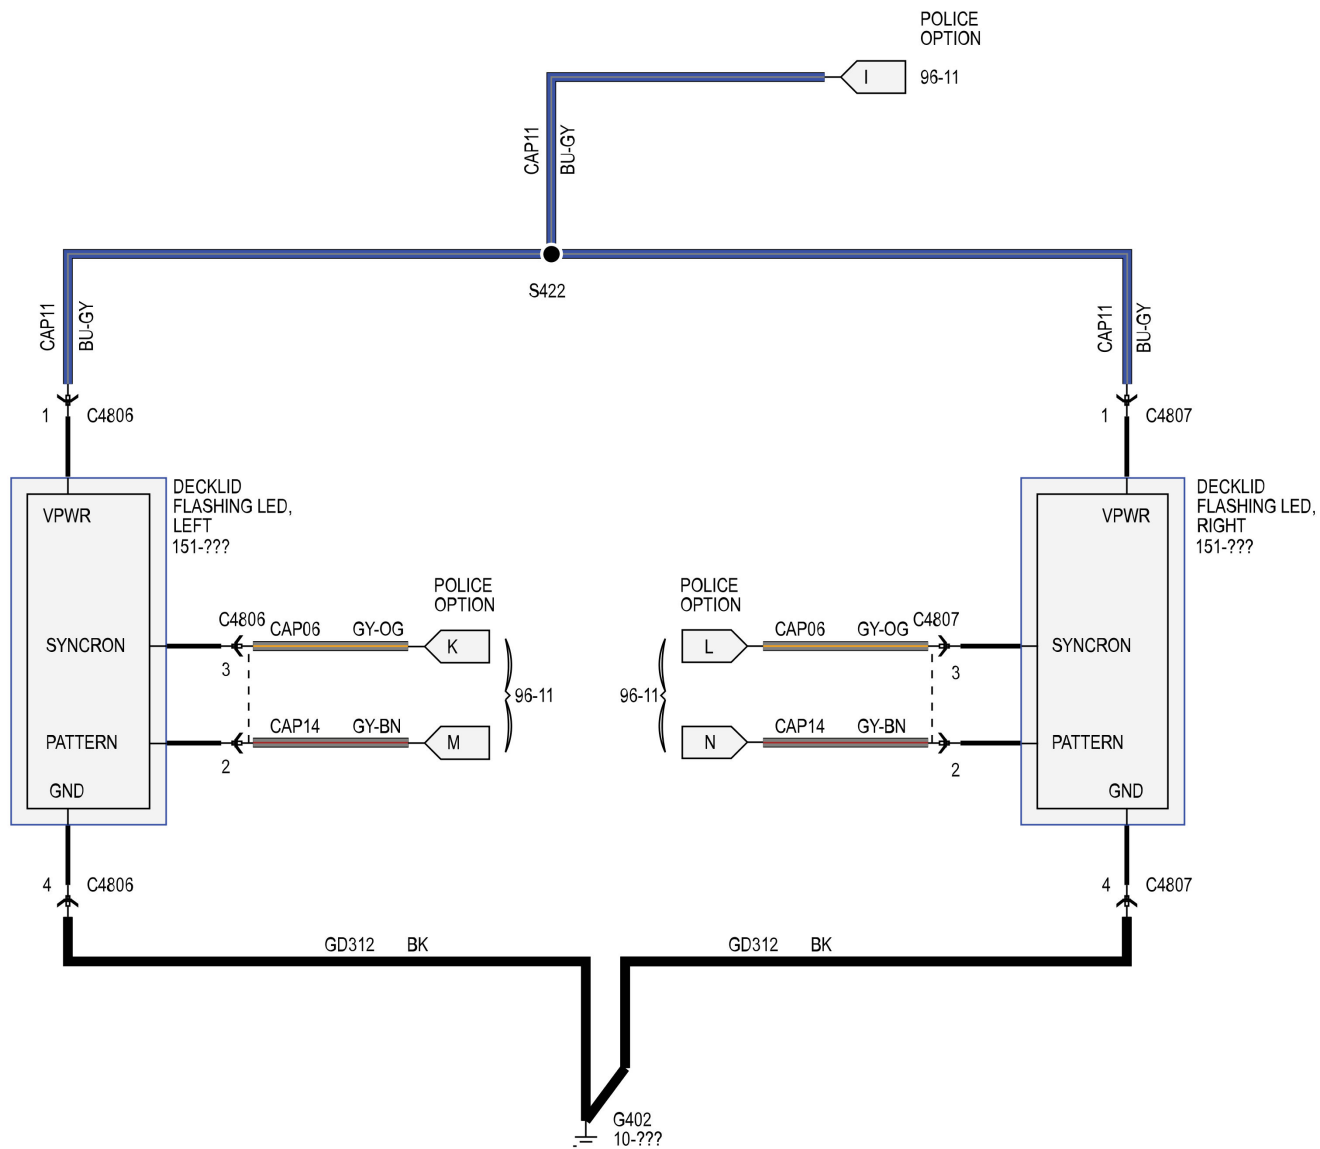 POLICE
OPTION
I
96-11
CAP11
BU-GY
S422
CAP11
BU-GY
CAP11
BU-GY
1
C4806
1
C4807
DECKLID
FLASHING LED,
LEFT
151-???
VPWR
SYNCRON
PATTERN
GND
DECKLID
FLASHING LED,
RIGHT
151-???
VPWR
SYNCRON
PATTERN
GND
POLICE
OPTION
C4806
CAP06 GY-OG
K
3
96-11
CAP14 GY-BN
M
2
POLICE
OPTION
L
CAP06 GY-OG
C4807
3
96-11
N
CAP14 GY-BN
2
4
C4806
4
C4807
GD312 BK
GD312 BK
G402
10-???